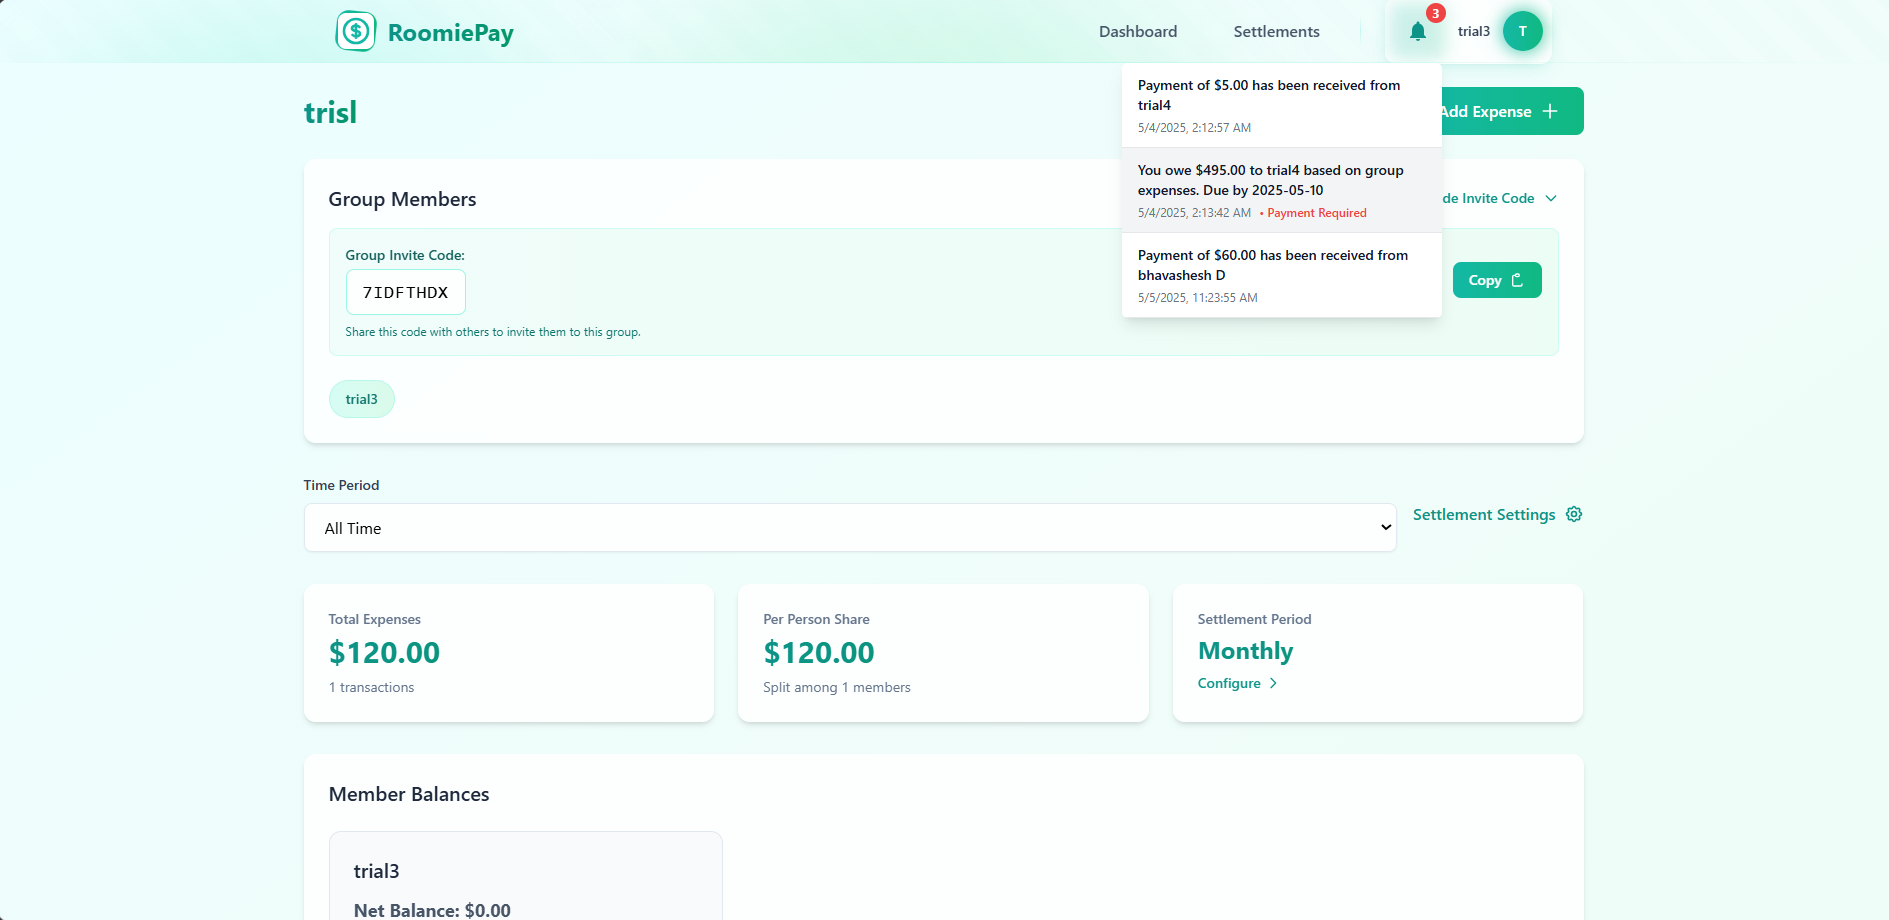 RoomiePay
Dashboard
Settlements
3
trial3
T
trisl
Add Expense
Payment of $5.00 has been received from
trial4
5/4/2025, 2:12:57 AM
You owe $495.00 to trial4 based on group
expenses. Due by 2025-05-10
5/4/2025, 2:13:42 AM • Payment Required
Payment of $60.00 has been received from
bhavashesh D
5/5/2025, 11:23:55 AM
Group Members
de Invite Code
Group Invite Code:
7IDFTHDX
Copy
Share this code with others to invite them to this group.
trial3
Time Period
All Time
Settlement Settings
Total Expenses
$120.00
1 transactions
Per Person Share
$120.00
Split among 1 members
Settlement Period
Monthly
Configure
Member Balances
trial3
Net Balance: $0.00